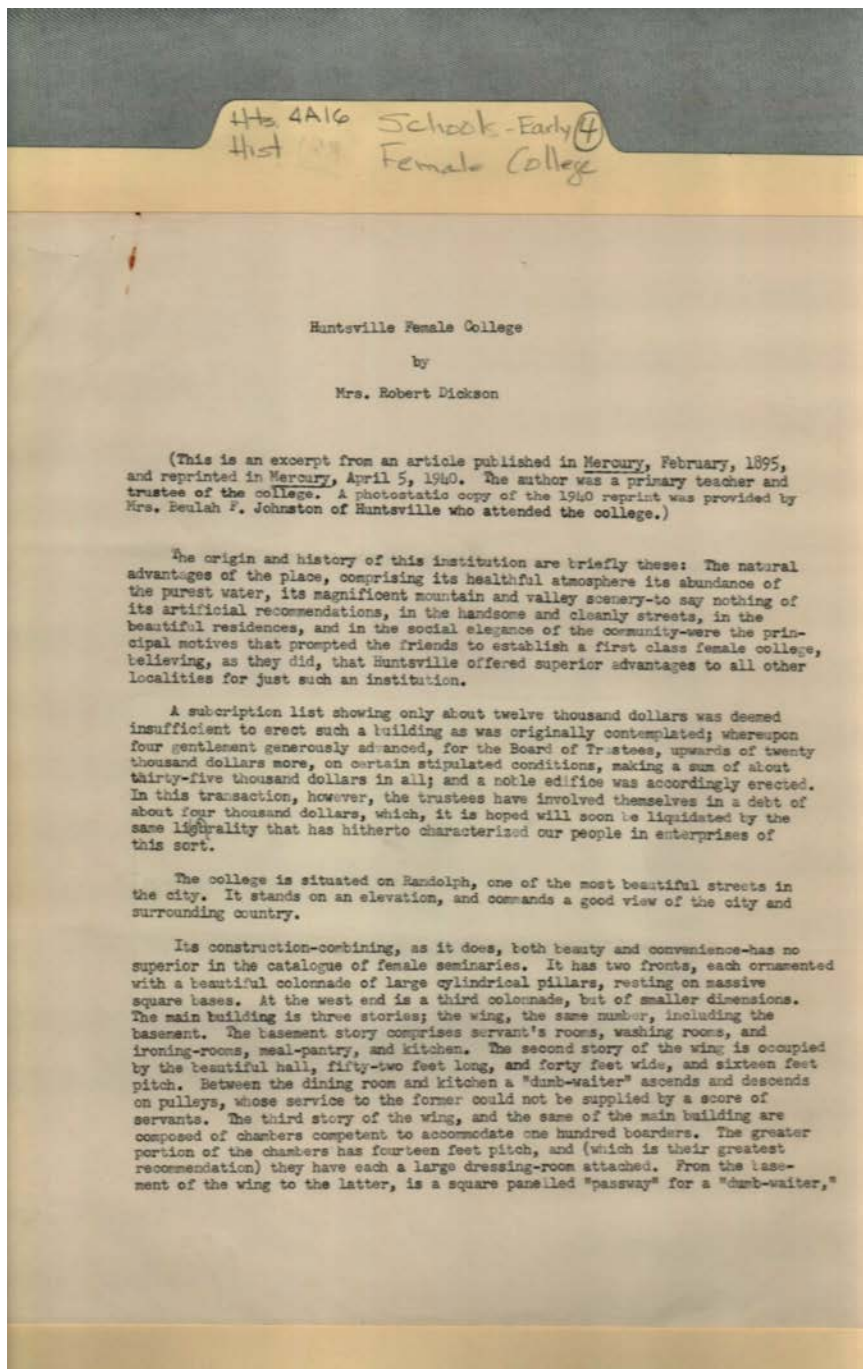 Hts. 4A16 Schools - Early 4
Hist Female College
Huntsville Female College
by
Mrs. Robert Dickson
(This is an excerpt from an article published in Mercury, February, 1895,
and reprinted in Mercury, April 5, 1940. The author was a primary teacher and
trustee of the college. A photostatic copy of the 1940 reprint was provided by
Mrs. Beulah F. Johnston of Huntsville who attended the college.)
The origin and history of this institution are briefly these: The natural
advantages of the place, comprising its healthful atmosphere its abundance of
the purest water, its magnificent mountain and valley scenery-to say nothing of
its artificial recommendations, in the handsome and cleanly streets, in the
beautiful residences, and in the social elegance of the community-were the prin-
cipal motives that prompted the friends to establish a first class female college,
believing, as they did, that Huntsville offered superior advantages to all other
localities for just such an institution.
A subcription list showing only about twelve thousand dollars was deemed
insufficient to erect such a building as was originally contemplated; whereupon
four gentlement generously advanced, for the Board of Trustees, upwards of twenty
thousand dollars more, on certain stipulated conditions, making a sum of about
thirty-five thousand dollars in all; and a noble edifice was accordingly erected.
In this transaction, however, the trustees have involved themselves in a debt of
about four thousand dollars, which, it is hoped will soon be liquidated by the
same that has hitherto characterized our people in enterprises of
this sort.
The college is situated on Randolph, one of the most beautiful streets in
the city. It stands on an elevation, and commands a good view of the city and
surrounding country.
Its construction-combining, as it does, both beauty and convenience-has no
superior in the catalogue of female seminaries. It has two fronts, each ornamented
with a beautiful colonnade of large cylindrical pillars, resting on massive
square bases. At the west end is a third colonnade, but of smaller dimensions.
The main building is three stories; the wing, the same number, including the
basement. The basement story comprises servant's rooms, washing rooms, and
ironing-rooms, meal-pantry, and kitchen. The second story of the wing is occupied
by the beautiful hall, fifty-two feet long, and forty feet wide, and sixteen feet
pitch. Between the dining room and kitchen a "dumb-waiter" ascends and descends
on pulleys, whose service to the former could not be supplied by a score of
servants. The third story of the wing, and the same of the main building are
composed of chambers competent to accommodate one hundred boarders. The greater
portion of the chambers has fourteen feet pitch, and (which is their greatest
recommendation) they have each a large dressing-room attached. From the base-
ment of the wing to the latter, is a square panelled "passway" for a "dumb-waiter,"